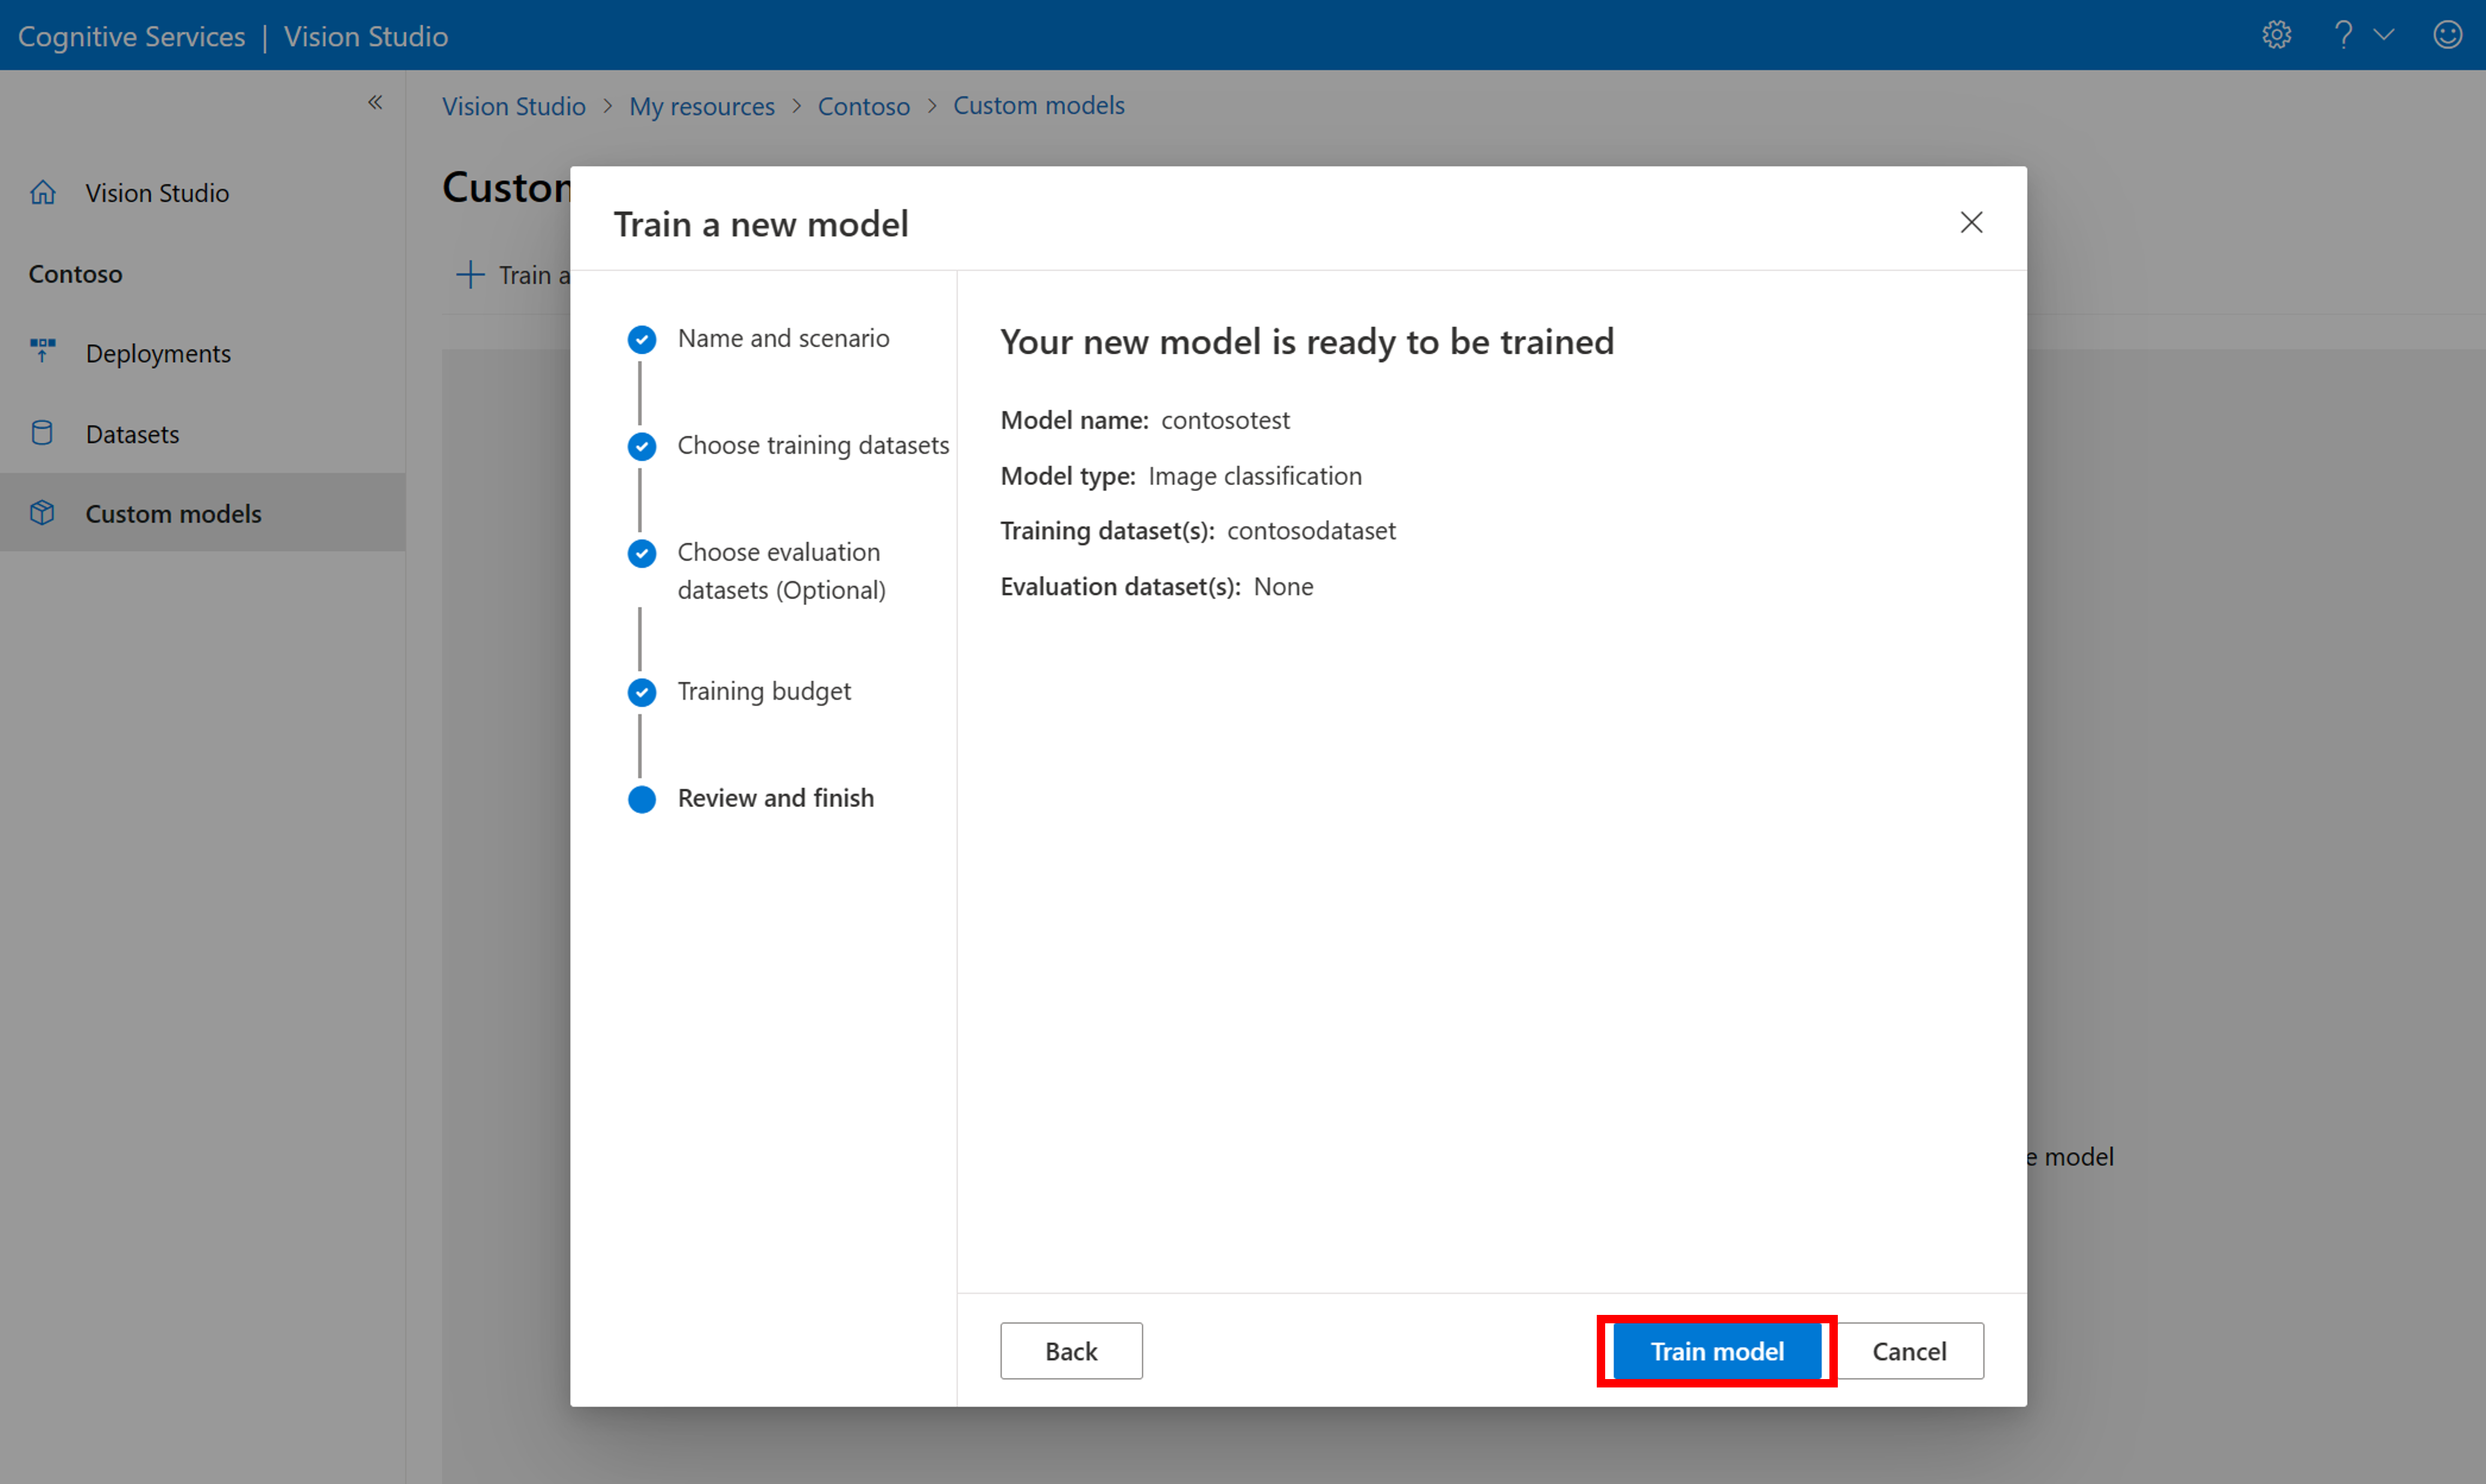 Cognitive Services | Vision Studio
Vision Studio > My resources > Contoso > Custom models
Vision Studio
Contoso
Deployments
Datasets
Custom models
Custom
Train a
Train a new model
Name and scenario
Choose training datasets
Choose evaluation
datasets (Optional)
Training budget
Review and finish
Your new model is ready to be trained
Model name: contosotest
Model type: Image classification
Training dataset(s): contosodataset
Evaluation dataset(s): None
e model
Back
Train model
Cancel